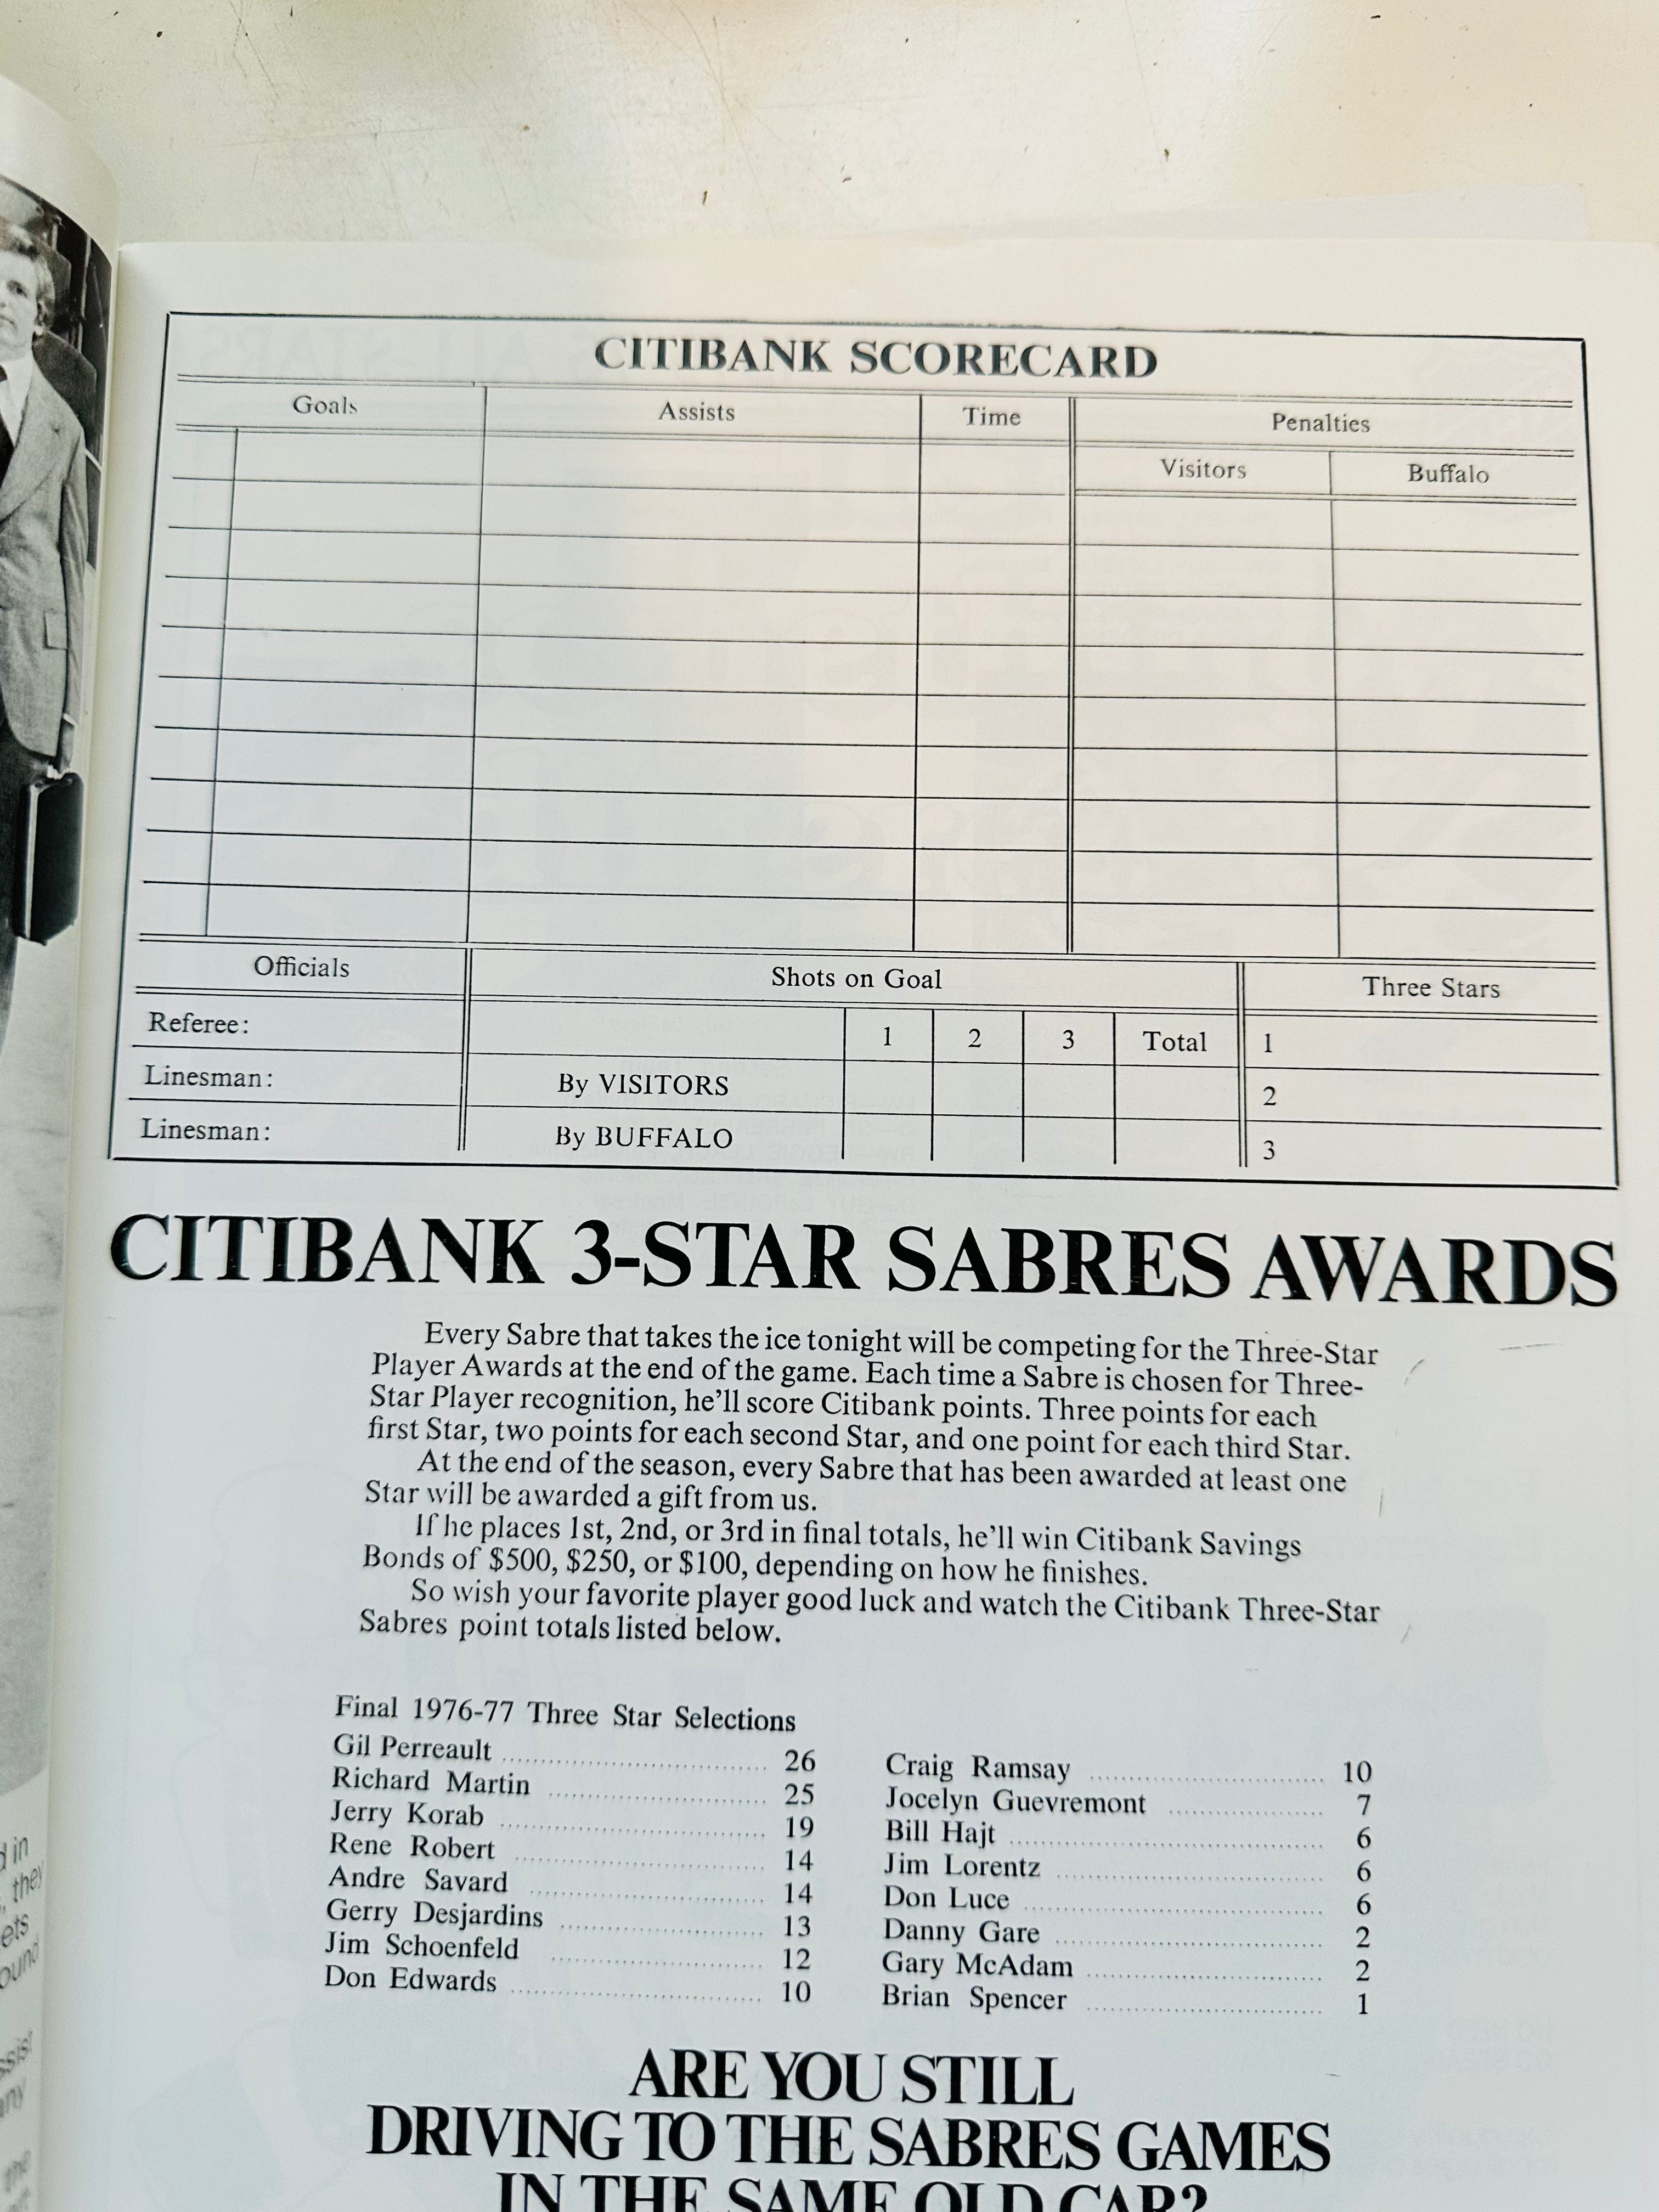 CITIBANK SCORECARD
Goals Assists Time Penalties
Visitors Buffalo
Officials Shots on Goal Three Stars
Referee: 1 2 3 Total 1
Linesman: By VISITORS 2
Linesman: By BUFFALO 3
CITIBANK 3-STAR SABRES AWARDS
Every Sabre that takes the ice tonight will be competing for the Three-Star
Player Awards at the end of the game. Each time a Sabre is chosen for Three-
Star Player recognition, he'll score Citibank points. Three points for each
first Star, two points for each second Star, and one point for each third Star.
At the end of the season, every Sabre that has been awarded at least one
Star will be awarded a gift from us.
If he places 1st, 2nd, or 3rd in final totals, he'll win Citibank Savings
Bonds of $500, $250, or $100, depending on how he finishes.
So wish your favorite player good luck and watch the Citibank Three-Star
Sabres point totals listed below.
Final 1976-77 Three Star Selections
Gil Perreault 26
Richard Martin 25
Jerry Korab 19
Rene Robert 14
Andre Savard 14
Gerry Desjardins 13
Jim Schoenfeld 12
Don Edwards 10
Craig Ramsay 10
Jocelyn Guevremont 7
Bill Hajt 6
Jim Lorentz 6
Don Luce 6
Danny Gare 2
Gary McAdam 2
Brian Spencer 1
ARE YOU STILL
DRIVING TO THE SABRES GAMES
IN THE SAME OLD CAR?
in
they
any
the